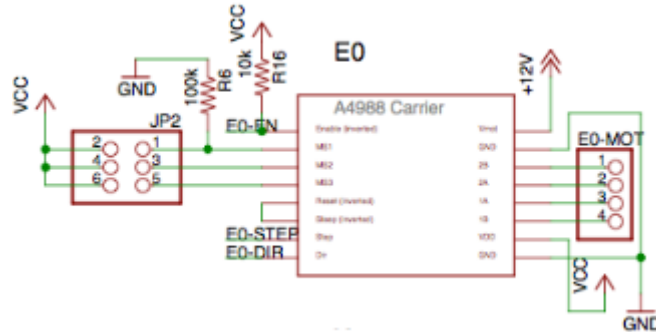 E0
VCC
10k
R16
GND
100k
R6
+12V
VCC
JP2
2 1
4 3
6 5
E0-EN
E0-STEP
E0-DIR
A4988 Carrier
Enable (Inverted)
MS1
MS2
MS3
Reset (Inverted)
Sleep (Inverted)
Step
Dir
Vmot
GND
2B
2A
1A
1B
VDD
GND
E0-MOT
1
2
3
4
VCC
GND